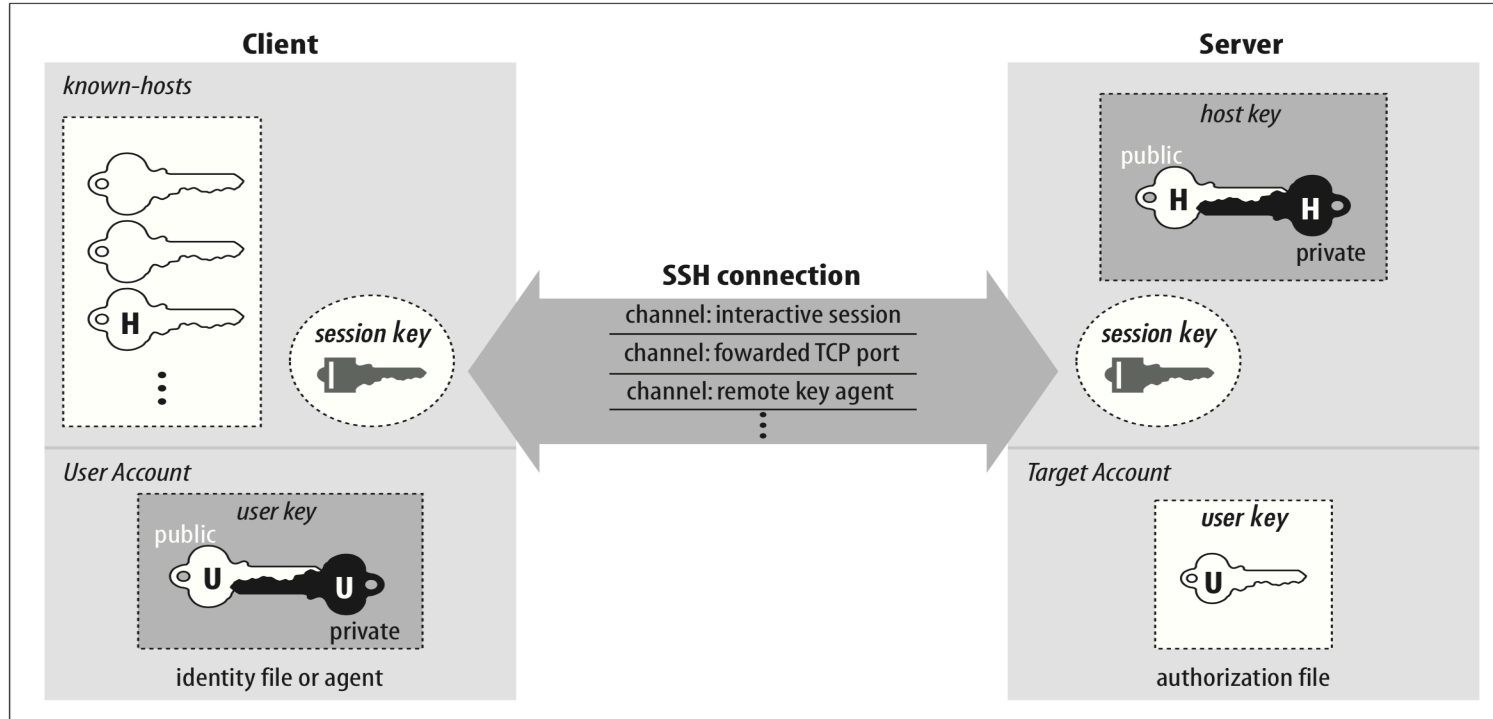 Client
known-hosts
H
session key
User Account
user key
public
U
U
private
identity file or agent
SSH connection
channel: interactive session
channel: fowarded TCP port
channel: remote key agent
Server
host key
public
H
H
private
session key
Target Account
user key
U
authorization file